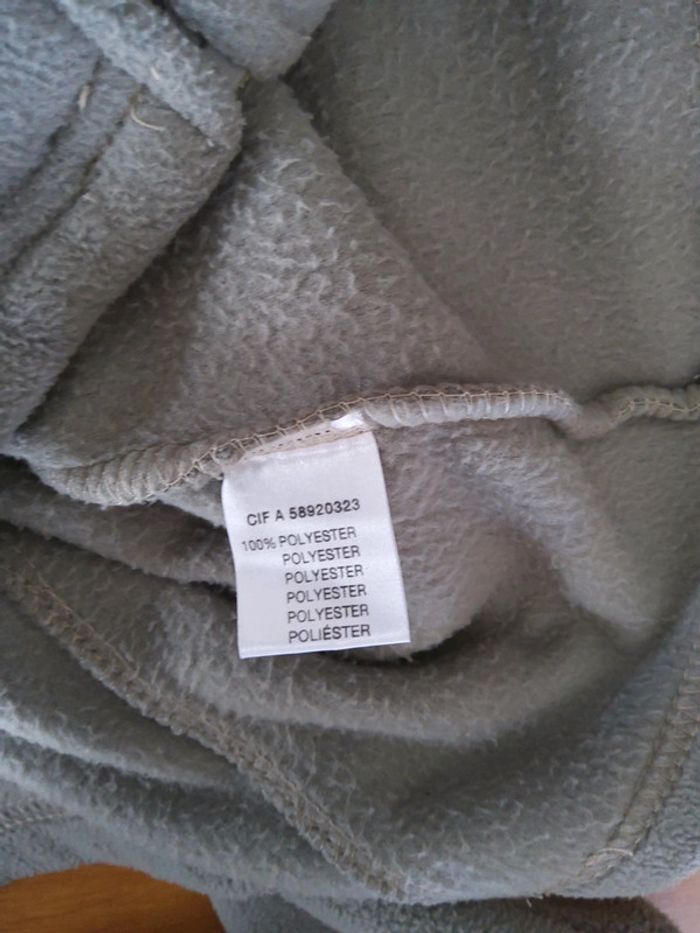 CIF A 58920323
100% POLYESTER
POLYESTER
POLYESTER
POLYESTER
POLYESTER
POLIÉSTER